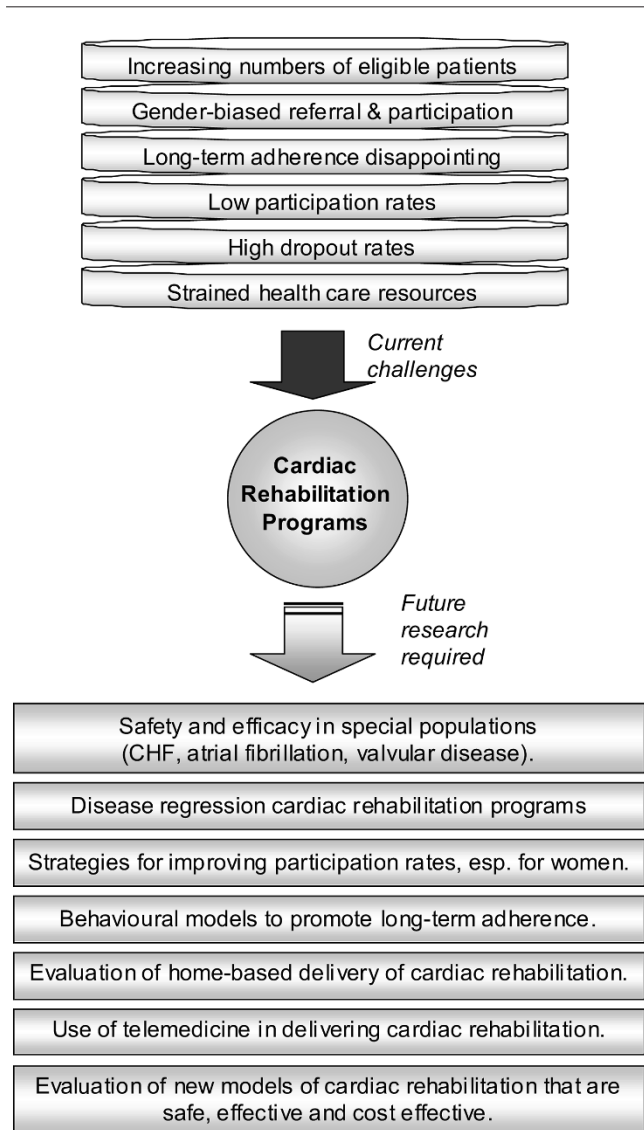 Increasing numbers of eligible patients
Gender-biased referral & participation
Long-term adherence disappointing
Low participation rates
High dropout rates
Strained health care resources
Current
challenges
Cardiac
Rehabilitation
Programs
Future
research
required
Safety and efficacy in special populations
(CHF, atrial fibrillation, valvular disease).
Disease regression cardiac rehabilitation programs
Strategies for improving participation rates, esp. for women.
Behavioural models to promote long-term adherence.
Evaluation of home-based delivery of cardiac rehabilitation.
Use of telemedicine in delivering cardiac rehabilitation.
Evaluation of new models of cardiac rehabilitation that are
safe, effective and cost effective.